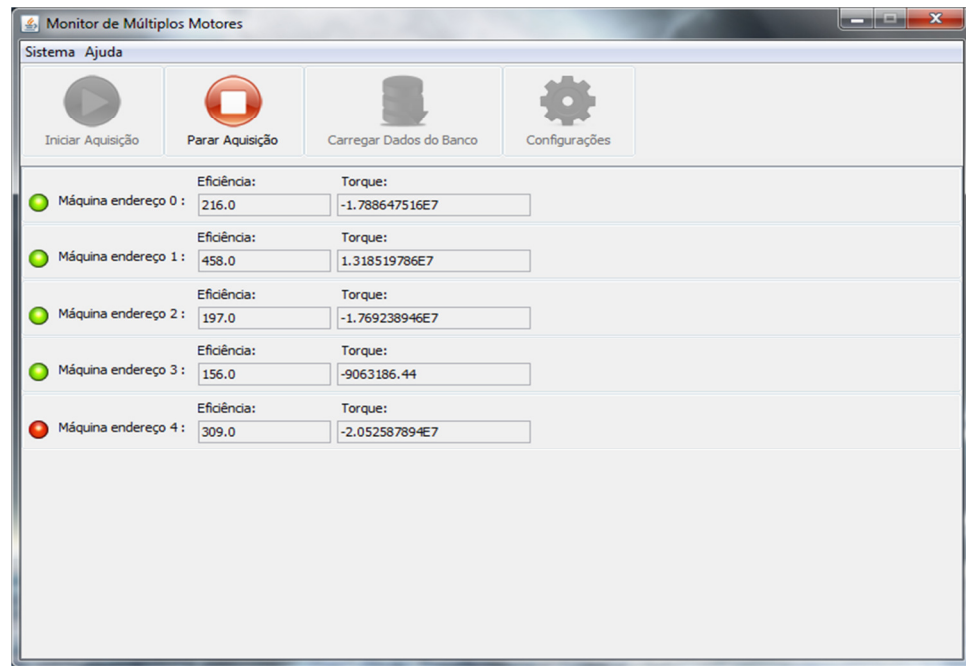 Monitor de Múltiplos Motores
Sistema Ajuda
Iniciar Aquisição Parar Aquisição Carregar Dados do Banco Configurações
Eficiência: Torque:
Máquina endereço 0 : 216.0 -1.788647516E7
Eficiência: Torque:
Máquina endereço 1 : 458.0 1.318519786E7
Eficiência: Torque:
Máquina endereço 2 : 197.0 -1.769238946E7
Eficiência: Torque:
Máquina endereço 3 : 156.0 -9063186.44
Eficiência: Torque:
Máquina endereço 4 : 309.0 -2.052587894E7